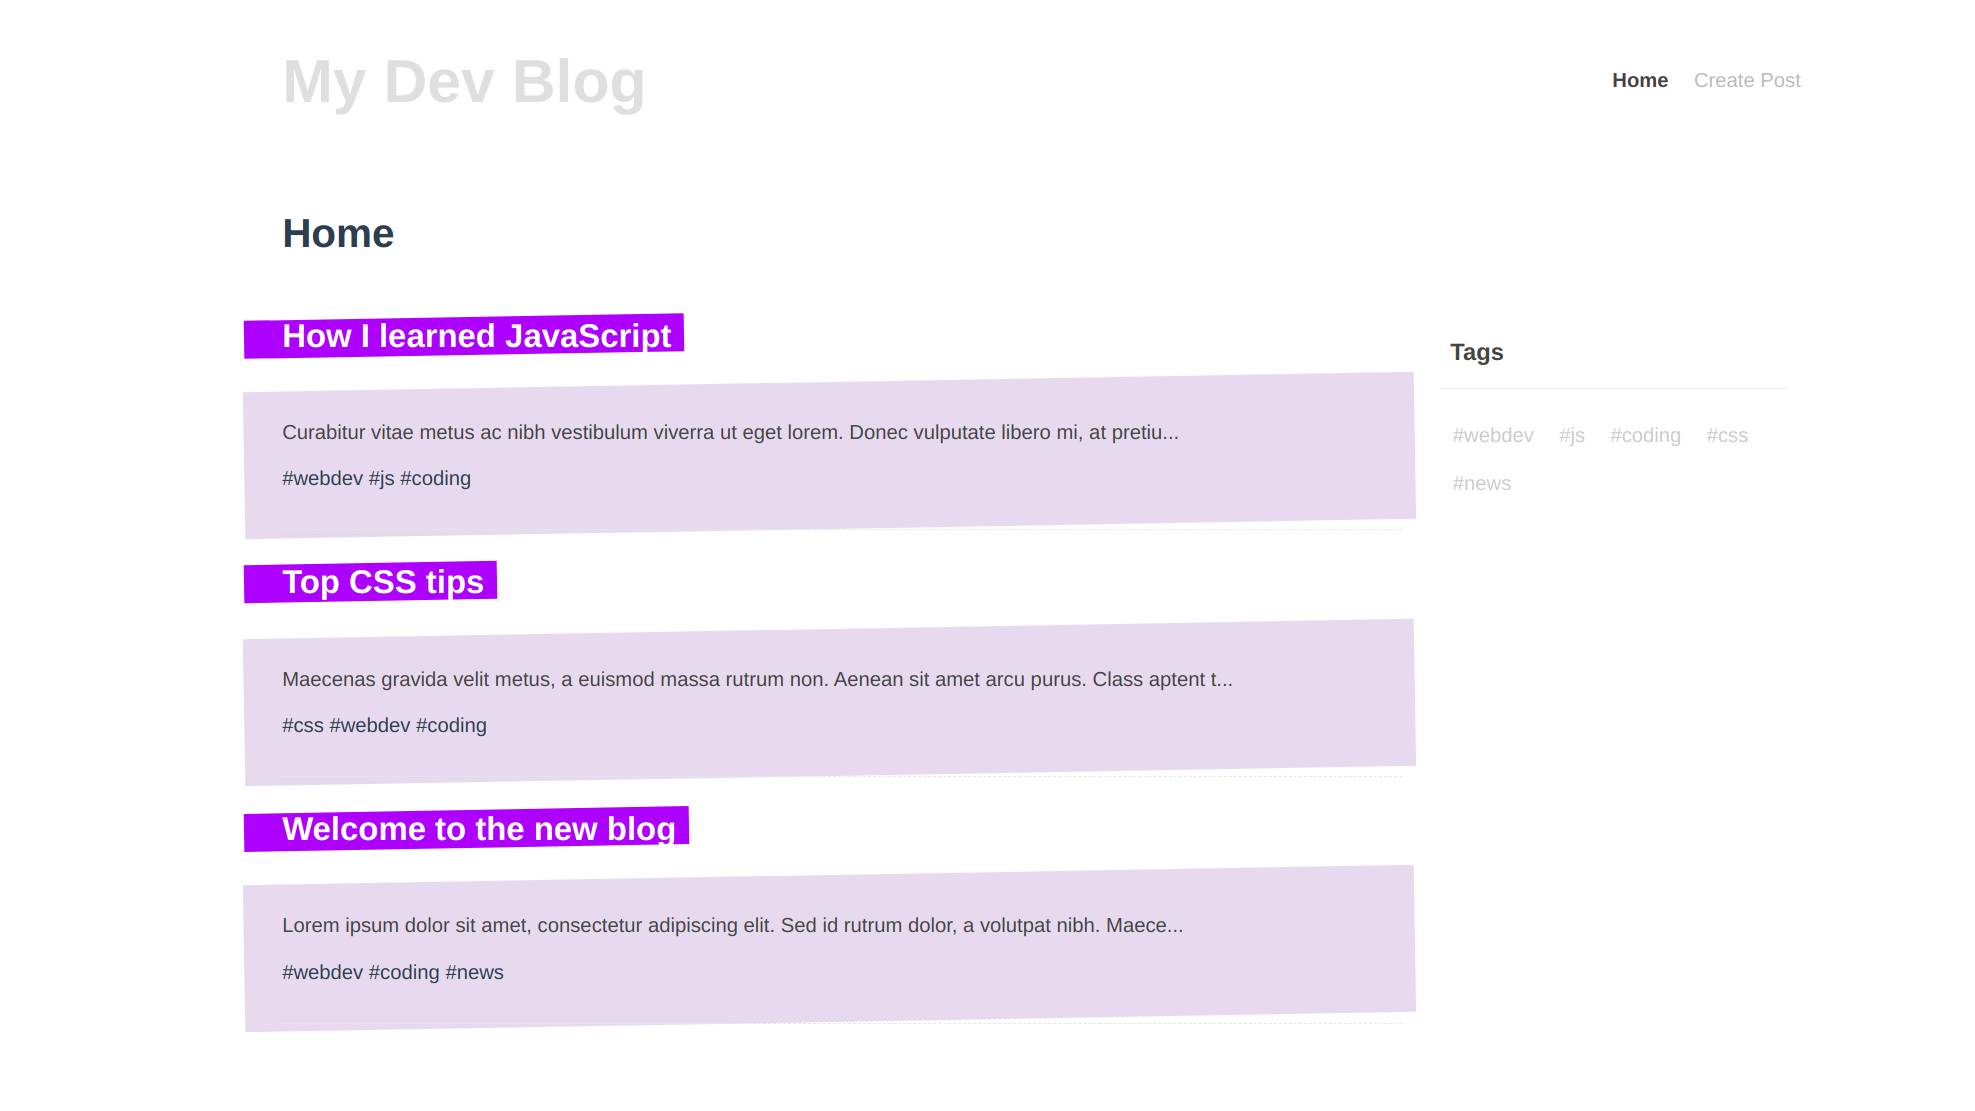 My Dev Blog
Home Create Post
Home
How I learned JavaScript
Curabitur vitae metus ac nibh vestibulum viverra ut eget lorem. Donec vulputate libero mi, at pretiu...
#webdev #js #coding
Top CSS tips
Maecenas gravida velit metus, a euismod massa rutrum non. Aenean sit amet arcu purus. Class aptent t...
#css #webdev #coding
Welcome to the new blog
Lorem ipsum dolor sit amet, consectetur adipiscing elit. Sed id rutrum dolor, a volutpat nibh. Maece...
#webdev #coding #news
Tags
#webdev #js #coding #css
#news